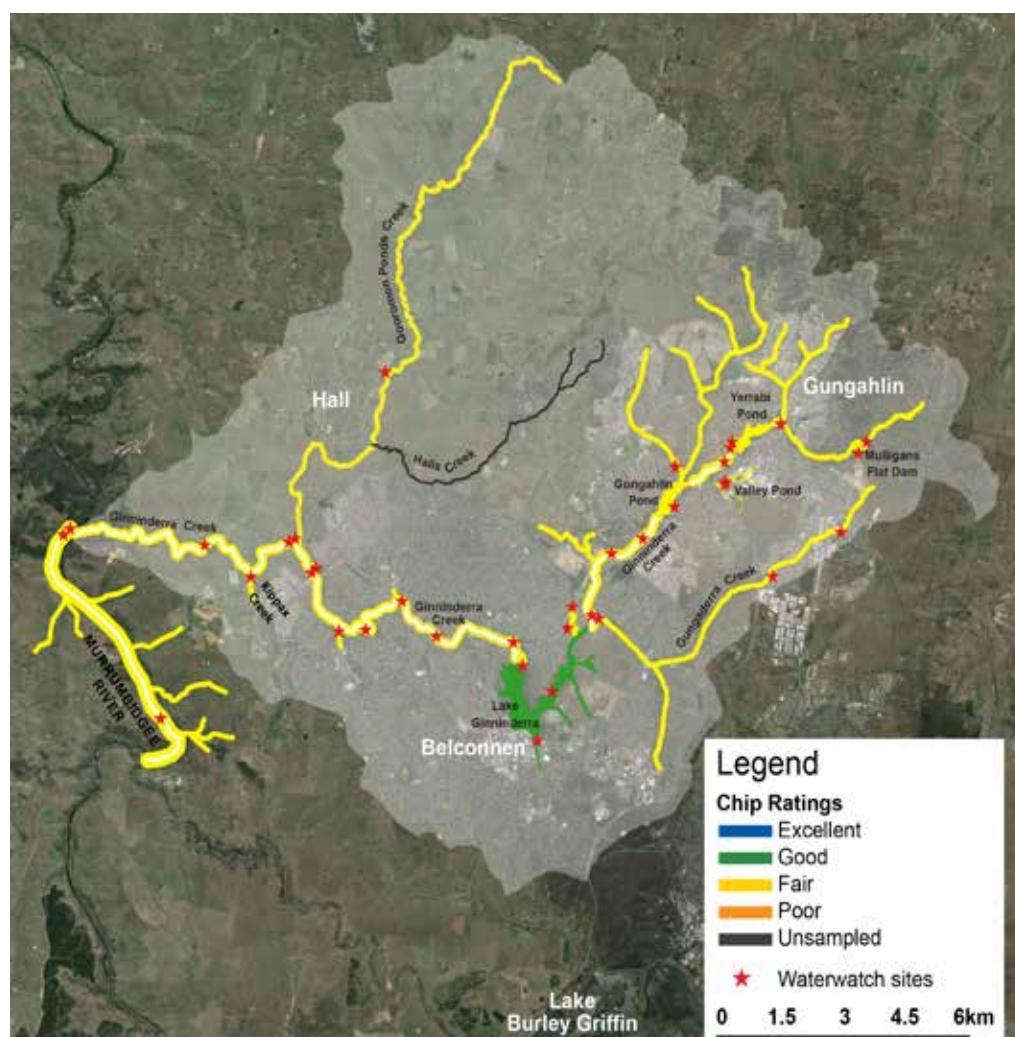 Gooromon Ponds Creek
Hall
Halls Creek
Yerrabi
Pond
Gungahlin
Mulligans
Flat Dam
Gungahlin
Pond
Valley Pond
Ginninderra
Creek
Gungaderra Creek
Ginninderra Creek
Kippax
Creek
Ginninderra
Creek
MURRUMBIDGEE
RIVER
Lake
Ginninderra
Belconnen
Lake
Burley Griffin
Legend
Chip Ratings
Excellent
Good
Fair
Poor
Unsampled
Waterwatch sites
0 1.5 3 4.5 6km